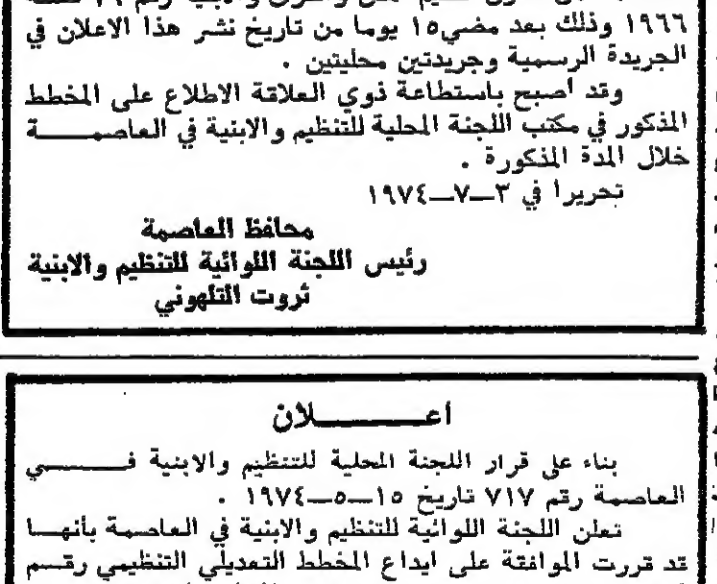 ١٩٦٦ وذلك بعد مضي ١٥ يوما من تاريخ نشر هذا الاعلان في
الجريدة الرسمية وجريدتين محليتين .
وقد أصبح باستطاعة ذوي العلاقة الاطلاع على المخطط
المذكور في مكتب اللجنة المحلية للتنظيم والابنية في العاصمة
خلال المدة المذكورة .
تحريرا في ٣—٧—١٩٧٤
محافظ العاصمة
رئيس اللجنة اللوائية للتنظيم والابنية
ثروت التلهوني
اعلان
بناء على قرار اللجنة المحلية للتنظيم والابنية في
العاصمة رقم ٧١٧ تاريخ ١٥—٥—١٩٧٤ .
تعلن اللجنة اللوائية للتنظيم والابنية في العاصمة بأنها
قد قررت الموافقة على ايداع المخطط التعديلي التنظيمي رقم